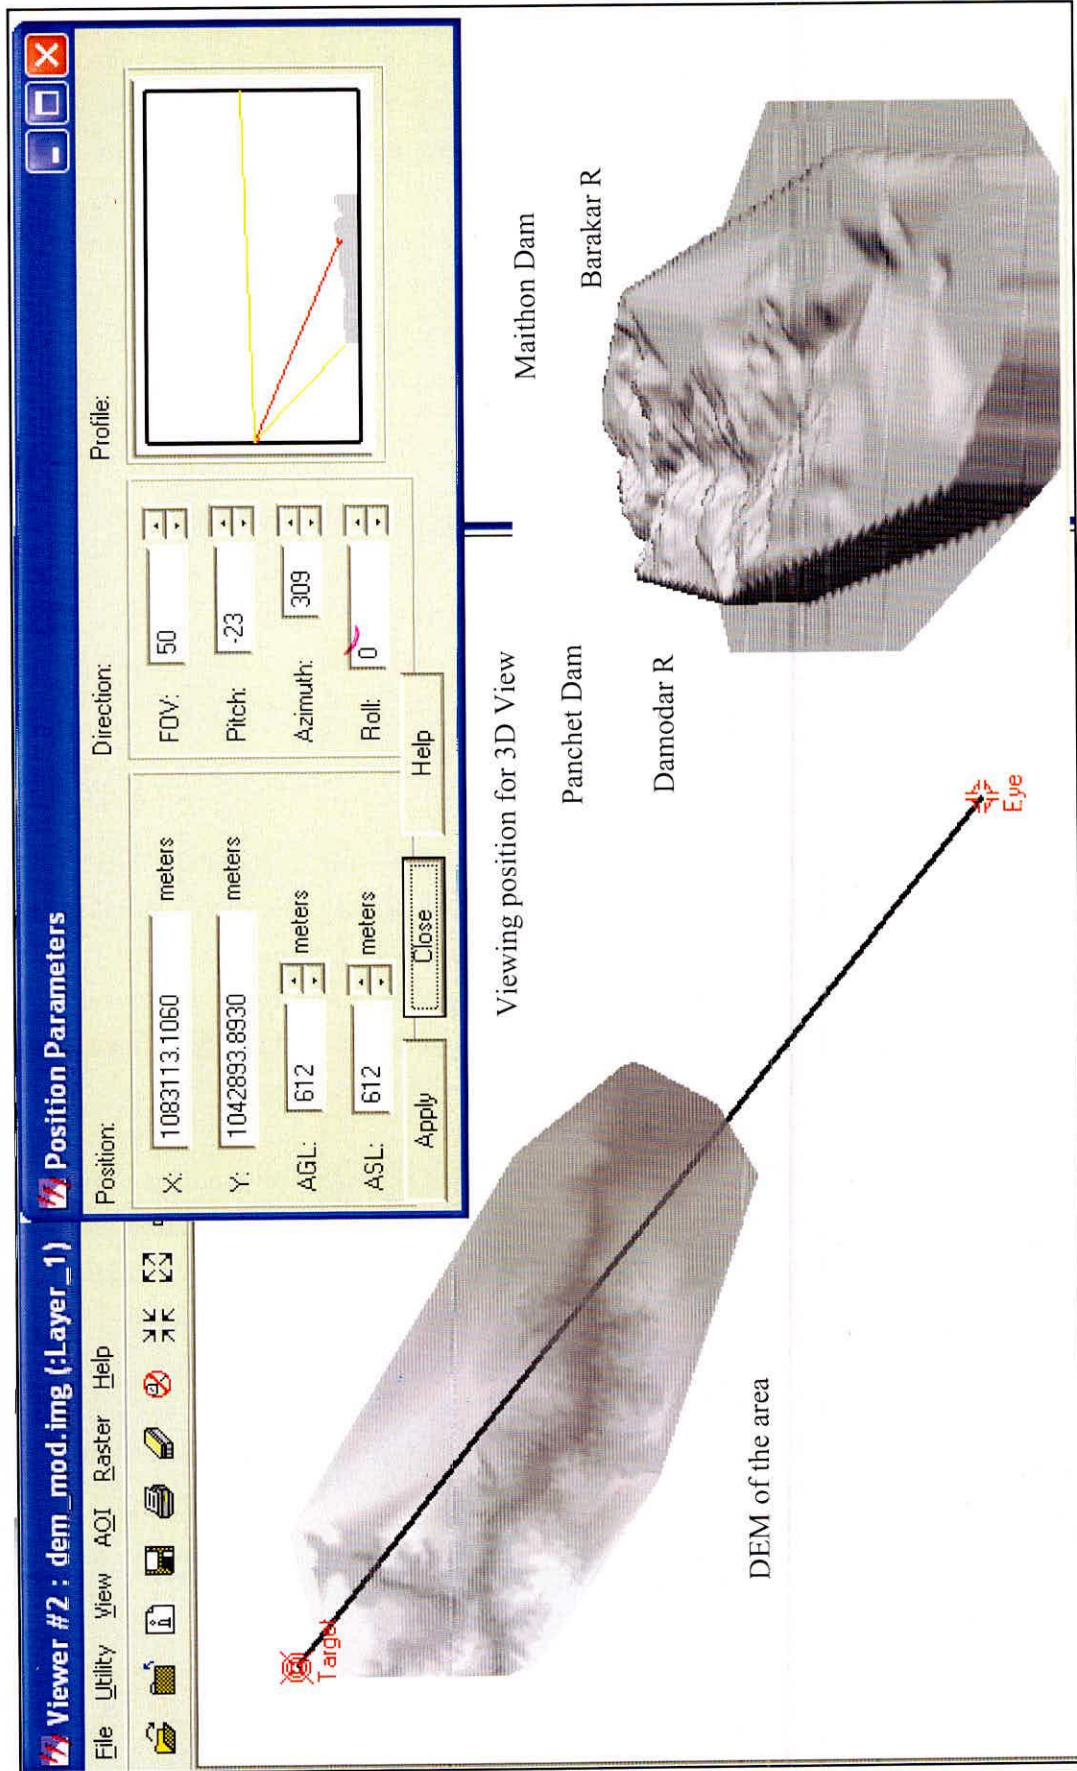 Viewer #2 : dem_mod.img (:Layer_1)
File Utility View AOI Raster Help
Position Parameters
Position:
X: 1083113.1060 meters
Y: 1042893.8930 meters
AGL: 612 meters
ASL: 612 meters
Direction:
FOV: 50
Pitch: -23
Azimuth: 309
Roll: 0
Profile:
Apply Close Help
Viewing position for 3D View
Maithon Dam
Panchet Dam
Barakar R
Damodar R
Target
Eye
DEM of the area